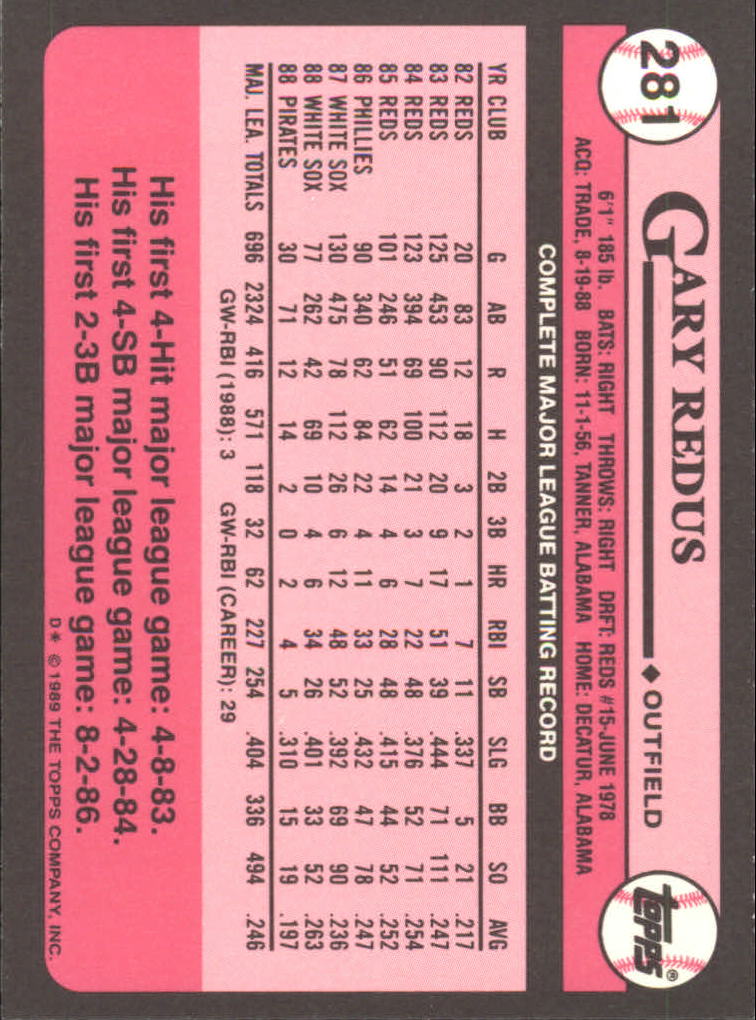 281
GARY REDUS ◆ OUTFIELD
topps®
6'1" 185 lb. BATS: RIGHT THROWS: RIGHT DRFT: REDS #15-JUNE 1978
ACQ: TRADE, 8-19-88 BORN: 11-1-56, TANNER, ALABAMA HOME: DECATUR, ALABAMA
COMPLETE MAJOR LEAGUE BATTING RECORD
YR CLUB G AB R H 2B 3B HR RBI SB SLG BB SO AVG
82 REDS 20 83 12 18 3 2 1 7 11 .337 5 21 .217
83 REDS 125 453 90 112 20 9 17 51 39 .444 71 111 .247
84 REDS 123 394 69 100 21 3 7 22 48 .376 52 71 .254
85 REDS 101 246 51 62 14 4 6 28 48 .415 44 52 .252
86 PHILLIES 90 340 62 84 22 4 11 33 25 .432 47 78 .247
87 WHITE SOX 130 475 78 112 26 6 12 48 52 .392 69 90 .236
88 WHITE SOX 77 262 42 69 10 4 6 34 26 .401 33 52 .263
88 PIRATES 30 71 12 14 2 0 2 4 5 .310 15 19 .197
MAJ. LEA. TOTALS 696 2324 416 571 118 32 62 227 254 .404 336 494 .246
GW-RBI (1988): 3 GW-RBI (CAREER): 29
His first 4-Hit major league game: 4-8-83.
His first 4-SB major league game: 4-28-84.
His first 2-3B major league game: 8-2-86.
D* © 1989 THE TOPPS COMPANY, INC.